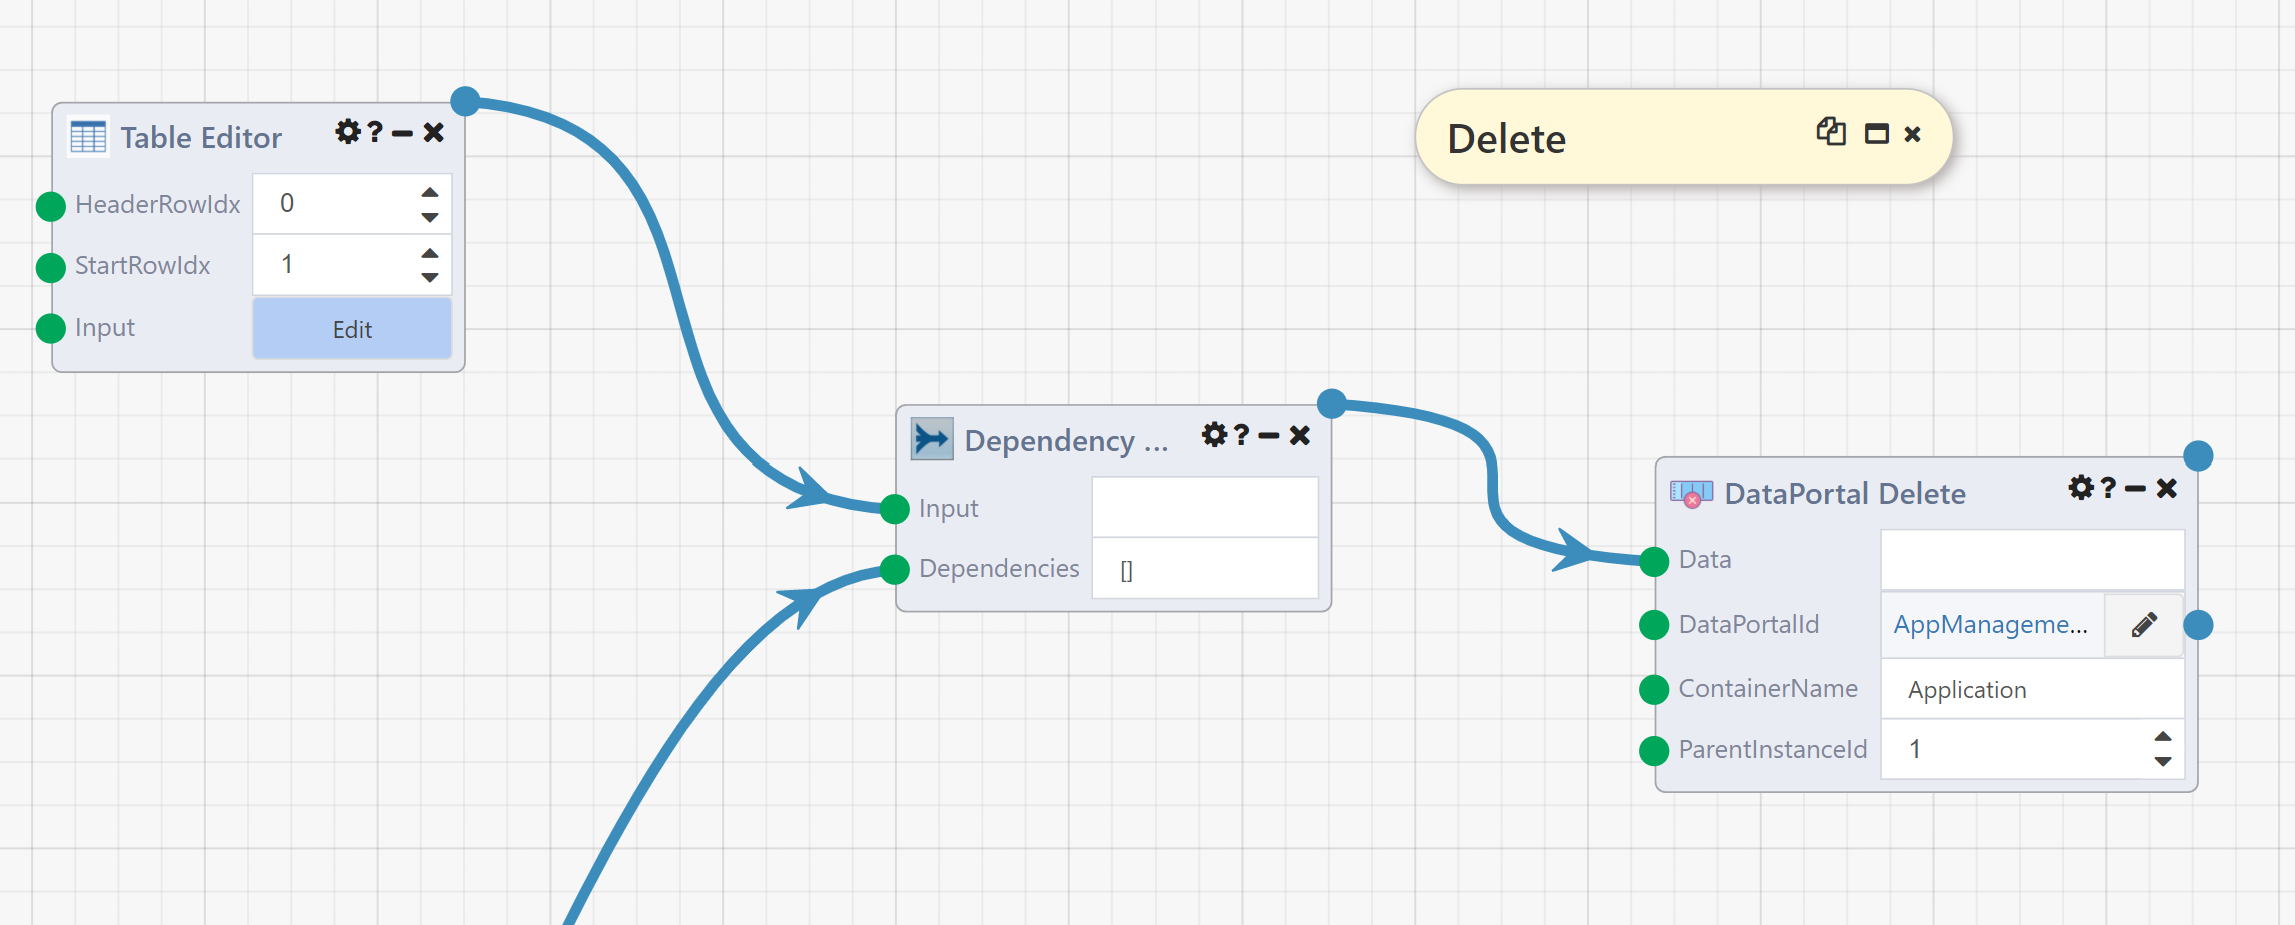 Table Editor ?
HeaderRowIdx 0
StartRowIdx 1
Input Edit
Delete
Dependency ... ?
Input
Dependencies []
DataPortal Delete ?
Data
DataPortalId AppManageme...
ContainerName Application
ParentInstanceId 1